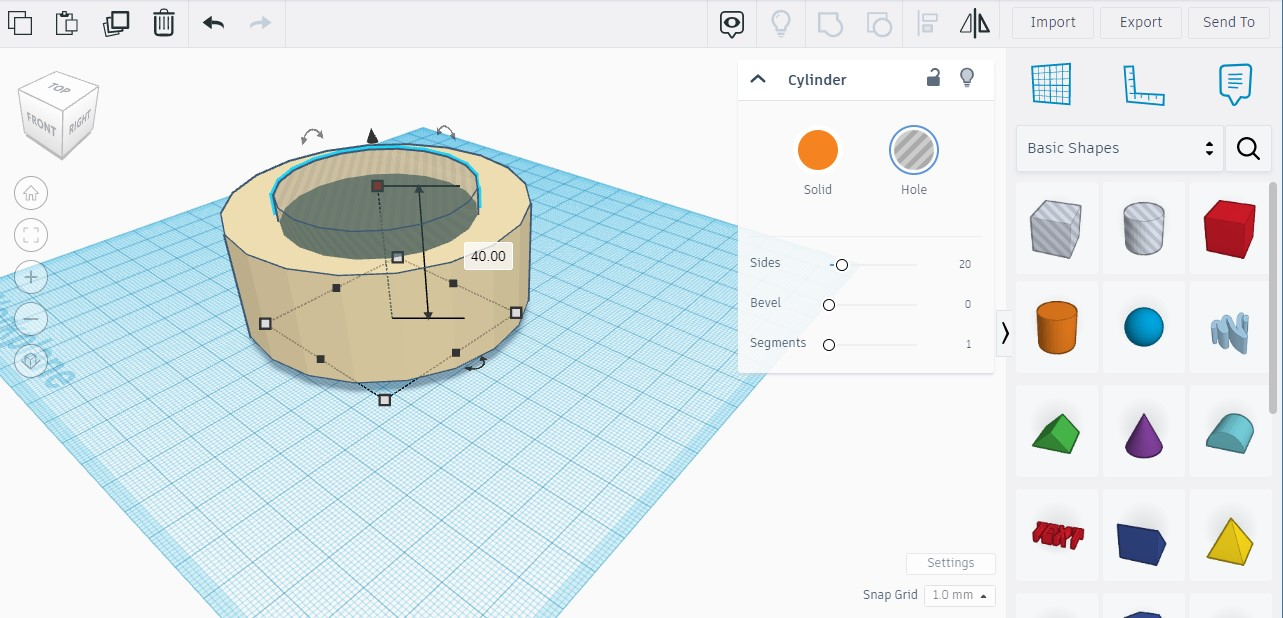 Import
Export
Send To
TOP
FRONT
RIGHT
Cylinder
Solid
Hole
Basic Shapes
40.00
Sides 20
Bevel 0
Segments 1
TEXT
Settings
Snap Grid 1.0 mm